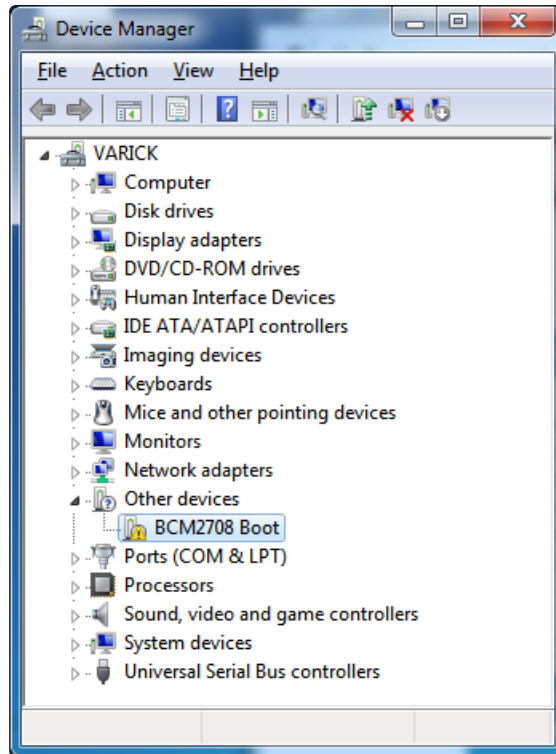 Device Manager
File Action View Help
VARICK
Computer
Disk drives
Display adapters
DVD/CD-ROM drives
Human Interface Devices
IDE ATA/ATAPI controllers
Imaging devices
Keyboards
Mice and other pointing devices
Monitors
Network adapters
Other devices
BCM2708 Boot
Ports (COM & LPT)
Processors
Sound, video and game controllers
System devices
Universal Serial Bus controllers